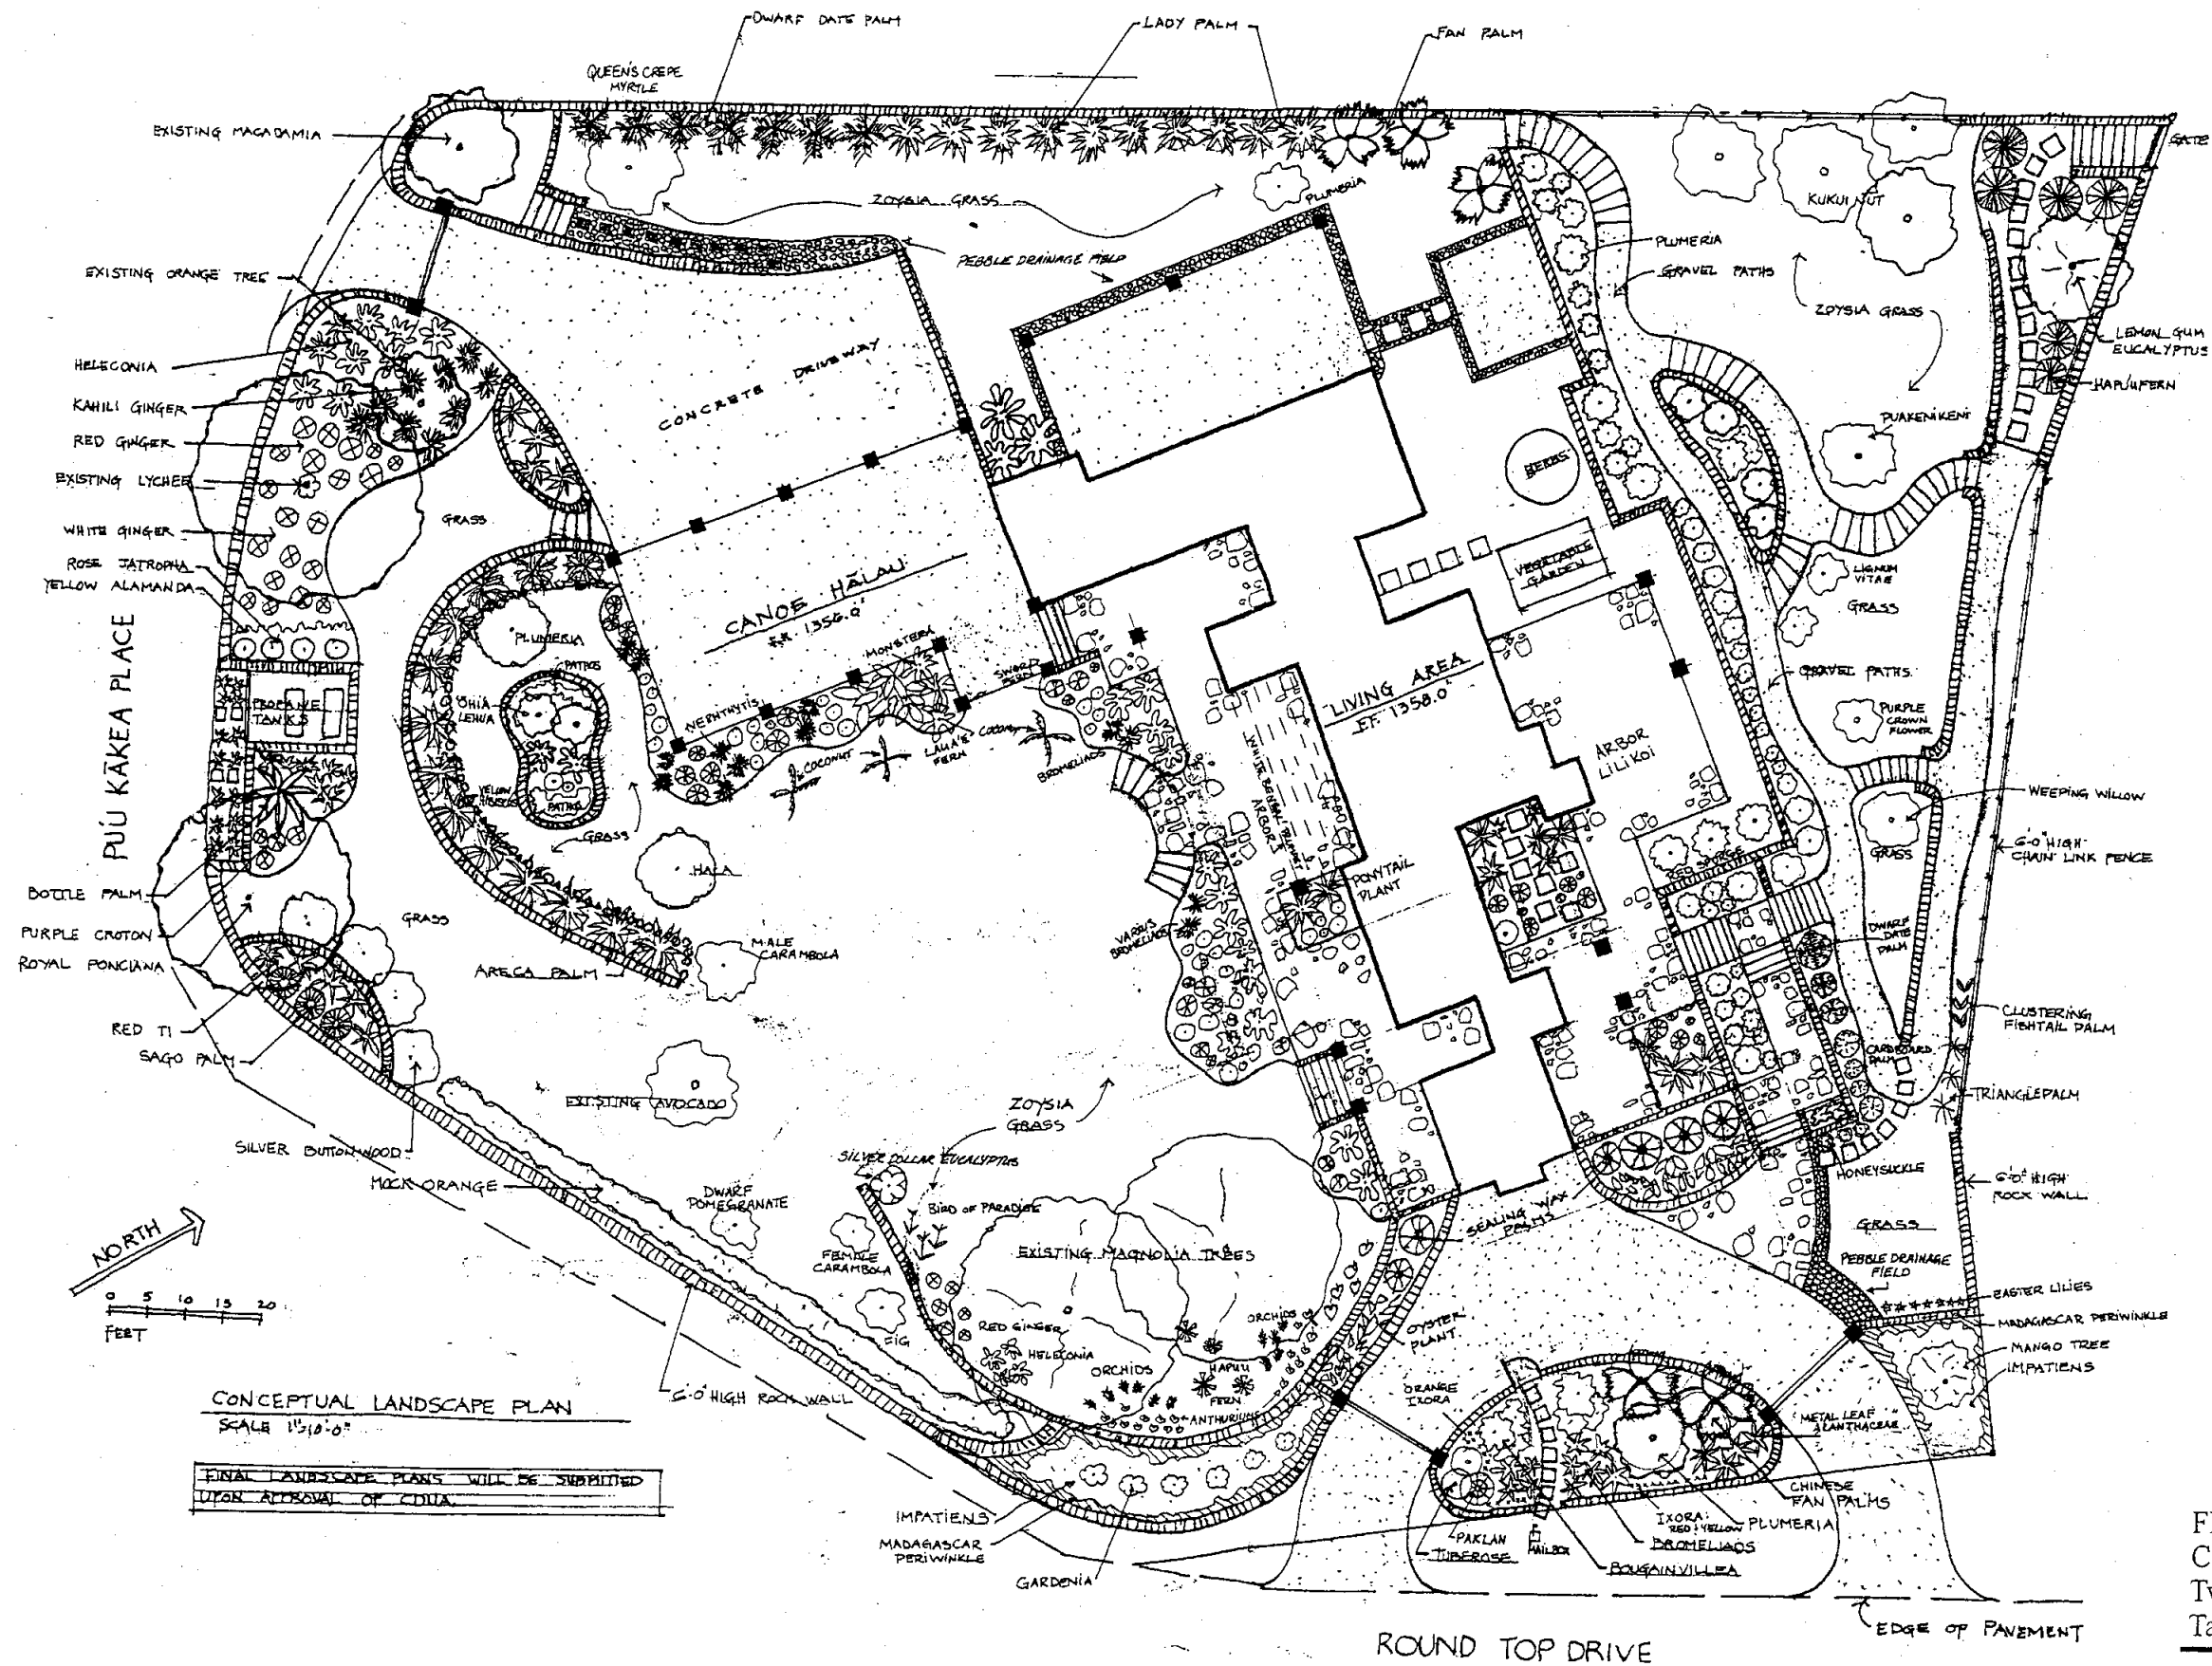 DWARF DATE PALM
LADY PALM
FAN PALM
QUEEN'S CREPE
MYRTLE
EXISTING MACADAMIA
GATE
KUKUI NUT
PLUMERIA
ZOYSIA GRASS
PLUMERIA
PEBBLE DRAINAGE FIELD
GRAVEL PATHS
EXISTING ORANGE TREE
ZOYSIA GRASS
LEMON GUM
EUCALYPTUS
HELECONIA
CONCRETE DRIVEWAY
HAPU'U FERN
KAHILI GINGER
PUAKENIKENI
RED GINGER
HERBS
EXISTING LYCHEE
GRASS
WHITE GINGER
ROSE JATROPHA
YELLOW ALAMANDA
VEGETABLE
GARDEN
LIGNUM
VITAE
GRASS
CANOE HĀLAU
F.F. 1356.0'
PLUMERIA
MONSTERA
SWORD
FERN
PATHOS
LIVING AREA
F.F. 1358.0'
GRAVEL PATHS
PUʻU KĀKEA PLACE
PROPANE
TANKS
'OHIA
LEHUA
NEPHTHYTIS
PURPLE
CROWN
FLOWER
ARBOR
LILIKOI
COCONUT
LAUA'E
FERN
COCONUT
BROMELIADS
ARBOR
YELLOW
HIBISCUS
PATHOS
WEEPING WILLOW
GRASS
GRASS
6'-0" HIGH
CHAIN LINK FENCE
HALA
PONYTAIL
PLANT
BOTTLE PALM
GRASS
VARIOUS
BROMELIADS
DWARF
DATE
PALM
PURPLE CROTON
MALE
CARAMBOLA
ROYAL PONCIANA
ARECA PALM
RED TI
CLUSTERING
FISHTAIL PALM
SAGO PALM
CARDBOARD
PALM
EXISTING AVOCADO
ZOYSIA
GRASS
TRIANGLE PALM
SILVER BUTTONWOOD
SILVER DOLLAR EUCALYPTUS
HONEYSUCKLE
MOCK ORANGE
DWARF
POMEGRANATE
BIRD OF PARADISE
SEALING WAX
PALMS
6'-0" HIGH
ROCK WALL
NORTH
FEMALE
CARAMBOLA
EXISTING MAGNOLIA TREES
GRASS
PEBBLE DRAINAGE
FIELD
0 5 10 15 20
FEET
EASTER LILIES
MADAGASCAR PERIWINKLE
FIG
RED GINGER
ORCHIDS
OYSTER
PLANT
MANGO TREE
HELECONIA
IMPATIENS
ORCHIDS
HAPUU
FERN
6'-0" HIGH ROCK WALL
ANTHURIUM
ORANGE
IXORA
METAL LEAF
ACANTHACEAE
CONCEPTUAL LANDSCAPE PLAN
SCALE 1"=10'-0"
FINAL LANDSCAPE PLANS WILL BE SUBMITTED
UPON APPROVAL OF CDUA
CHINESE
FAN PALMS
IMPATIENS
MADAGASCAR
PERIWINKLE
IXORA:
RED & YELLOW
PLUMERIA
PAKLAN
TUBEROSE
MAILBOX
BROMELIADS
BOUGAINVILLEA
GARDENIA
EDGE OF PAVEMENT
ROUND TOP DRIVE